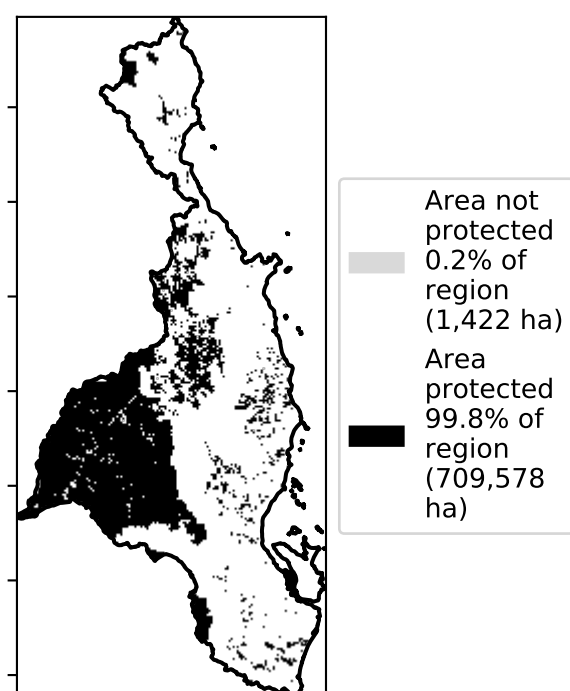 Area not
protected
0.2% of
region
(1,422 ha)
Area
protected
99.8% of
region
(709,578
ha)